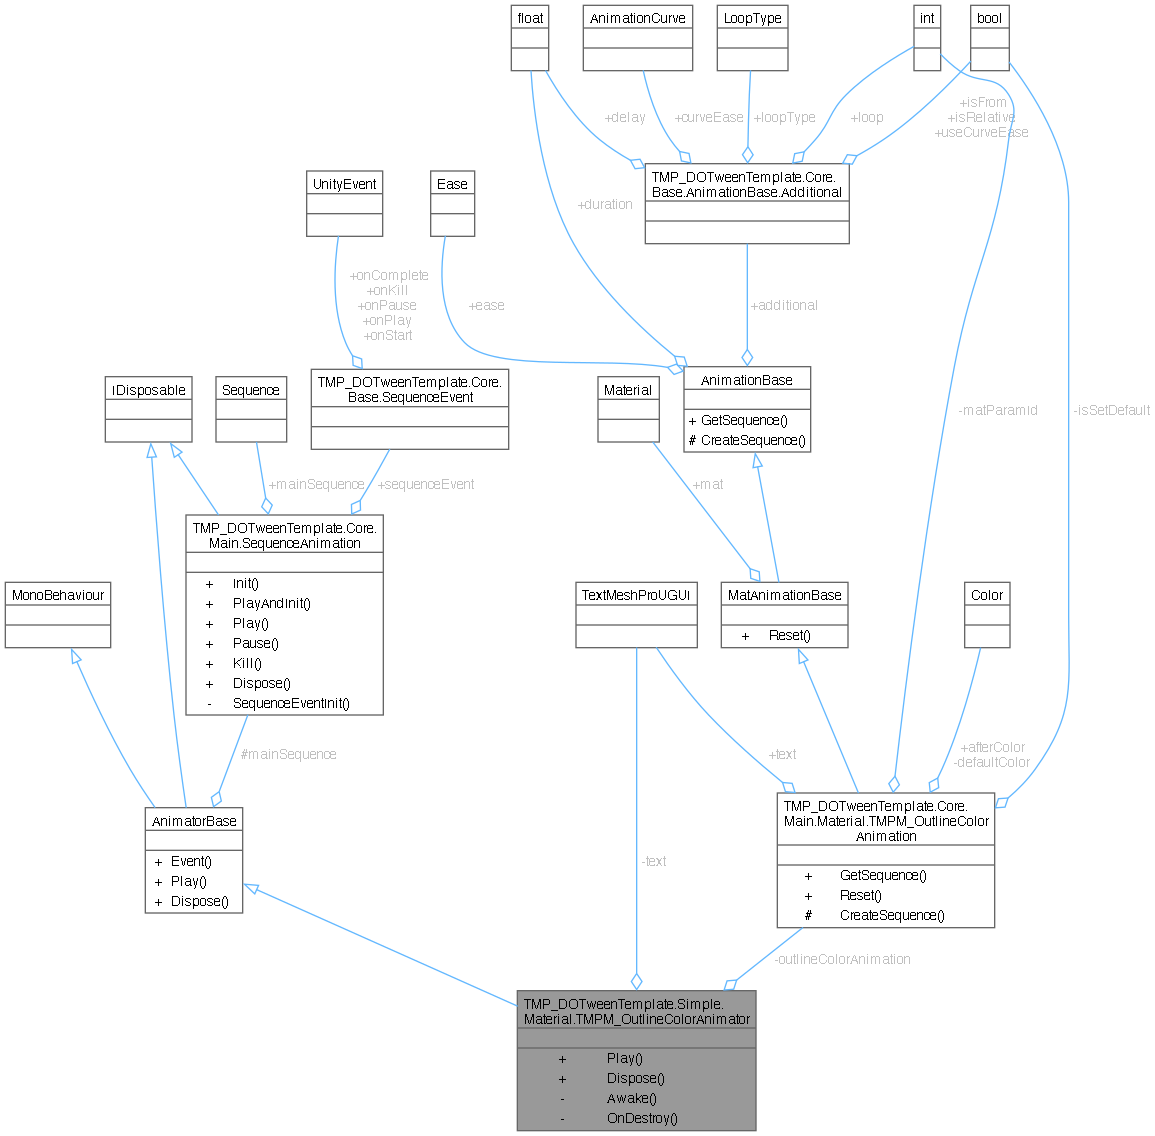 float
AnimationCurve
LoopType
int
bool
+delay
+curveEase
+loopType
+loop
+isFrom
+isRelative
+useCurveEase
UnityEvent
Ease
TMP_DOTweenTemplate.Core.
Base.AnimationBase.Additional
+duration
+onComplete
+onKill
+onPause
+onPlay
+onStart
+ease
+additional
IDisposable
Sequence
TMP_DOTweenTemplate.Core.
Base.SequenceEvent
Material
AnimationBase
+ GetSequence()
# CreateSequence()
-matParamId
-isSetDefault
+mainSequence
+sequenceEvent
+mat
TMP_DOTweenTemplate.Core.
Main.SequenceAnimation
+ Init()
+ PlayAndInit()
+ Play()
+ Pause()
+ Kill()
+ Dispose()
- SequenceEventInit()
MonoBehaviour
TextMeshProUGUI
MatAnimationBase
+ Reset()
Color
#mainSequence
+text
+afterColor
-defaultColor
AnimatorBase
+ Event()
+ Play()
+ Dispose()
TMP_DOTweenTemplate.Core.
Main.Material.TMPM_OutlineColor
Animation
+ GetSequence()
+ Reset()
# CreateSequence()
-text
-outlineColorAnimation
TMP_DOTweenTemplate.Simple.
Material.TMPM_OutlineColorAnimator
+ Play()
+ Dispose()
- Awake()
- OnDestroy()